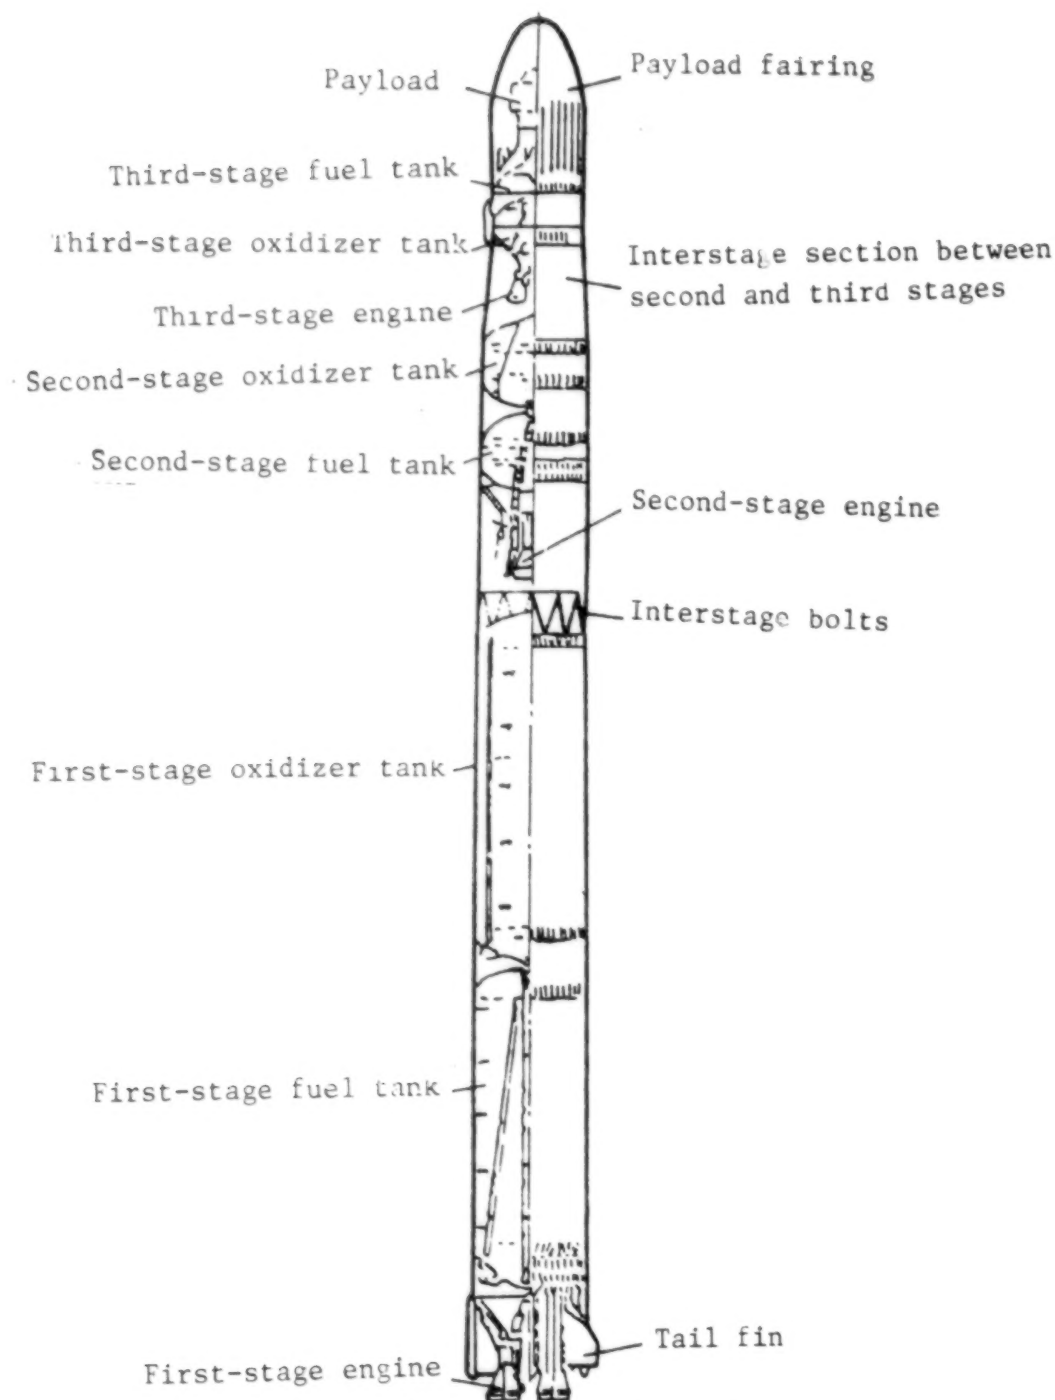 Payload
Payload fairing
Third-stage fuel tank
Third-stage oxidizer tank
Interstage section between
second and third stages
Third-stage engine
Second-stage oxidizer tank
Second-stage fuel tank
Second-stage engine
Interstage bolts
First-stage oxidizer tank
First-stage fuel tank
Tail fin
First-stage engine